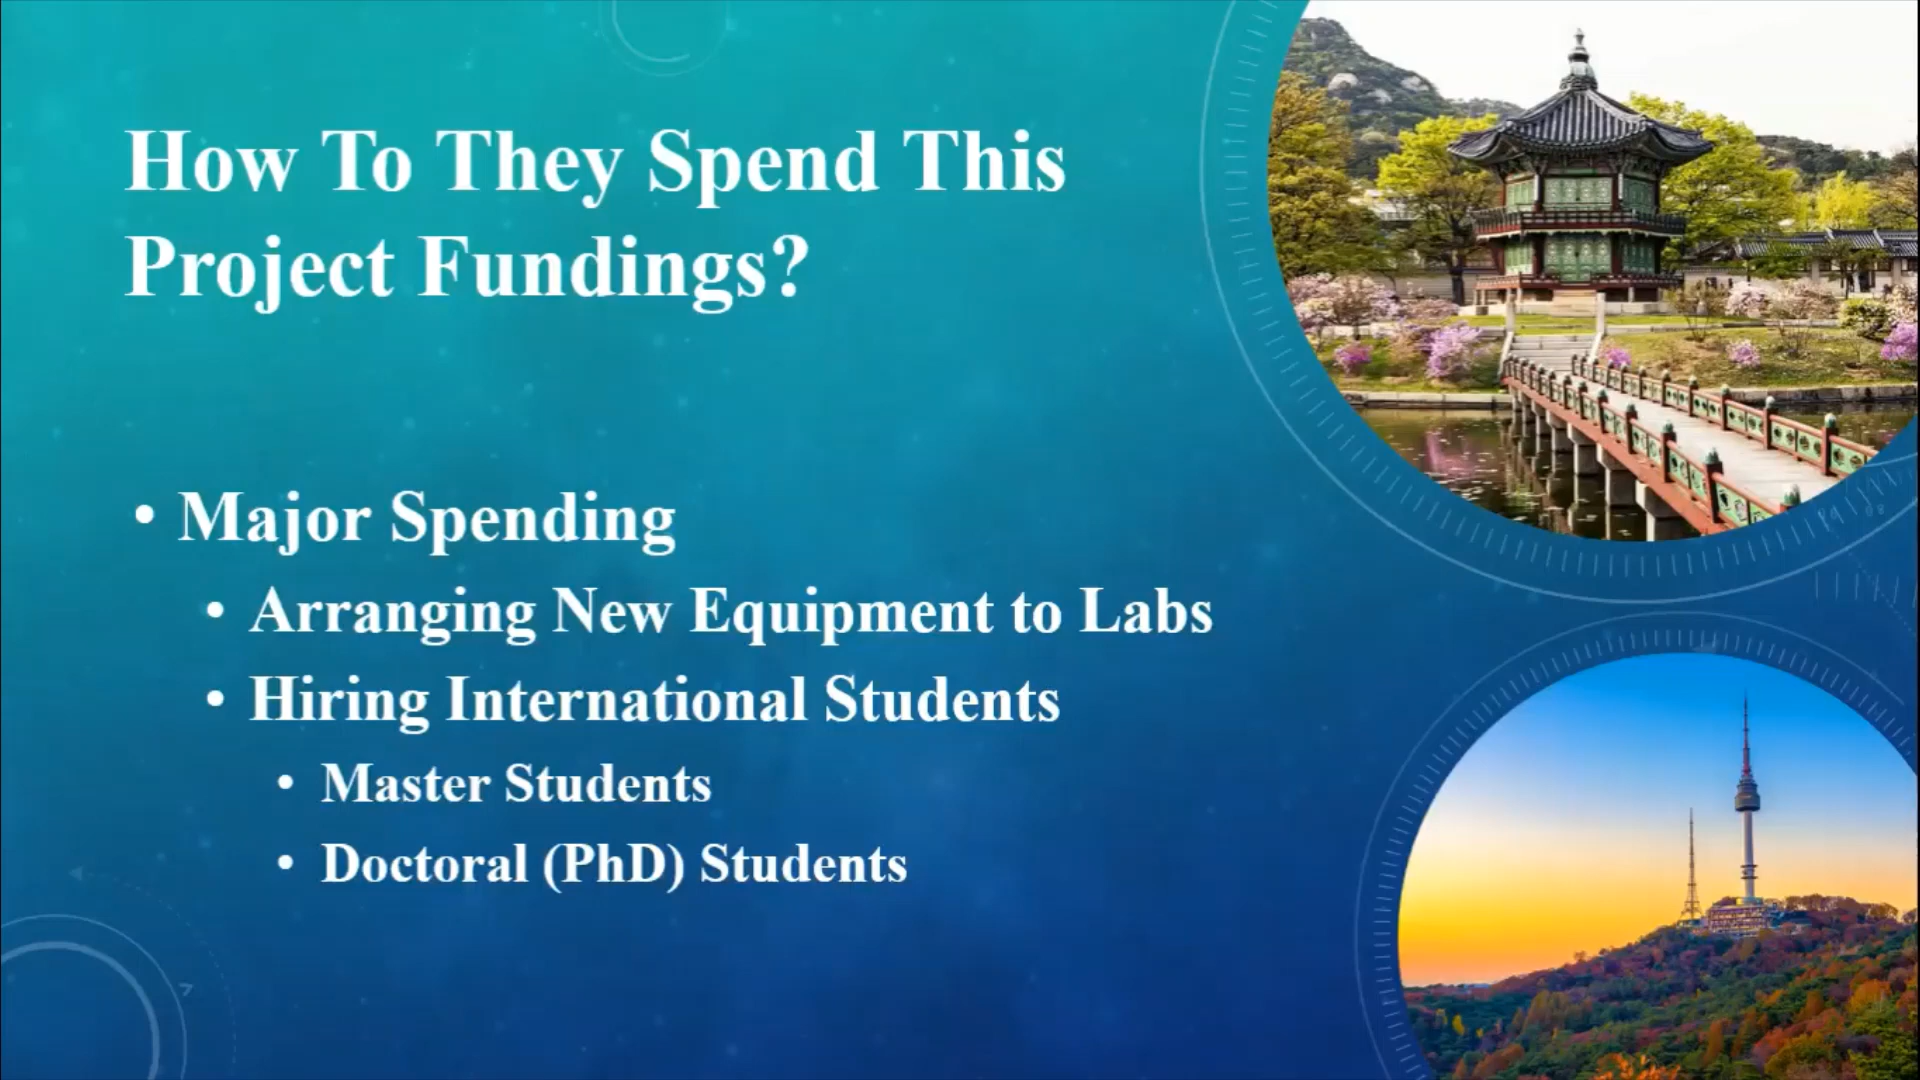 How To They Spend This
Project Fundings?
• Major Spending
• Arranging New Equipment to Labs
• Hiring International Students
• Master Students
• Doctoral (PhD) Students